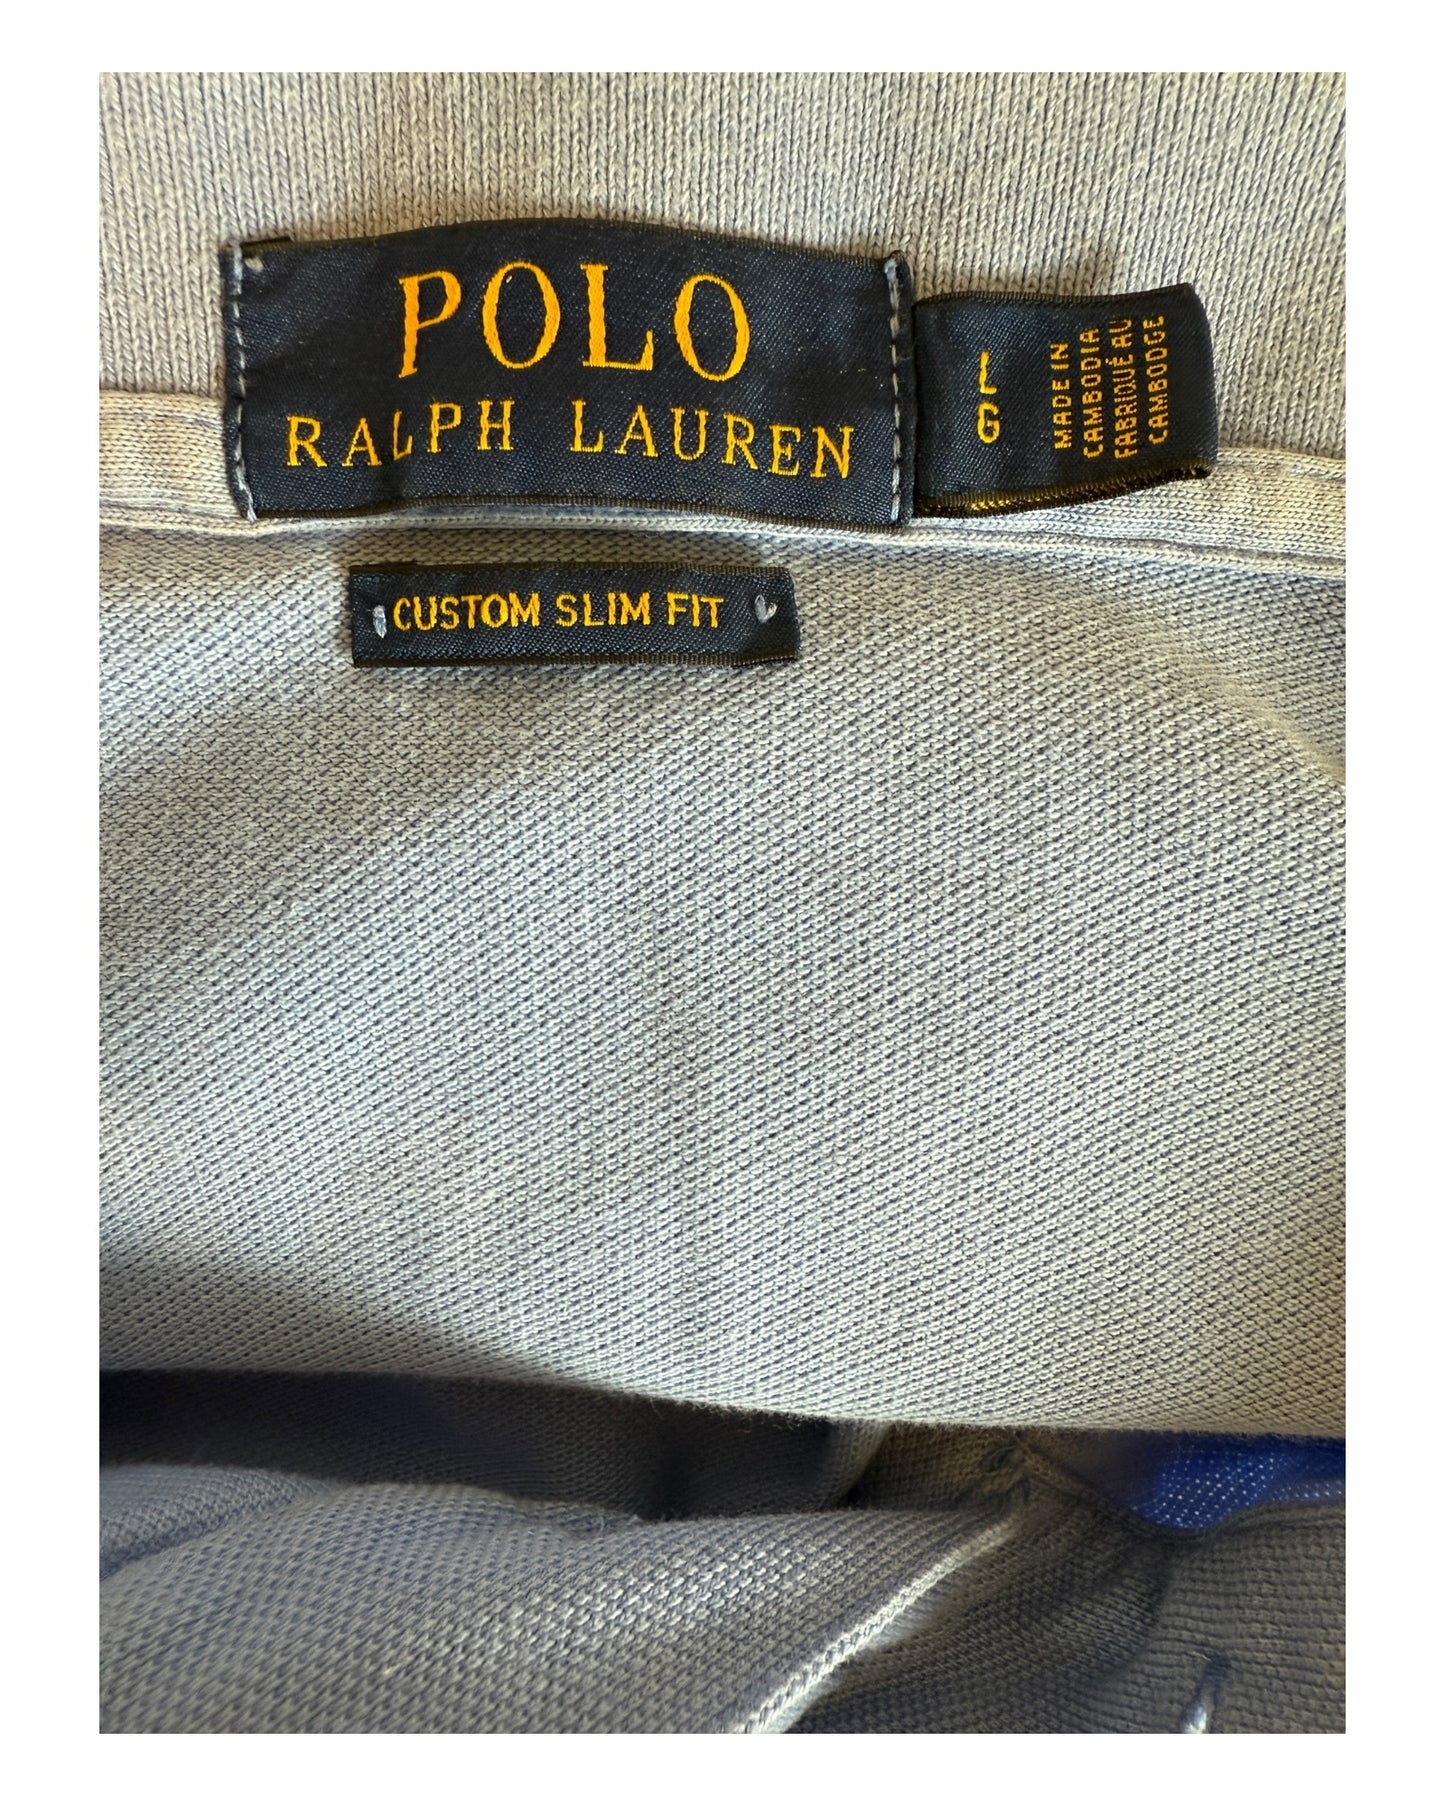 POLO
RALPH LAUREN
L
G
MADE IN
CAMBODIA
FABRIQUÉ AU
CAMBODGE
CUSTOM SLIM FIT